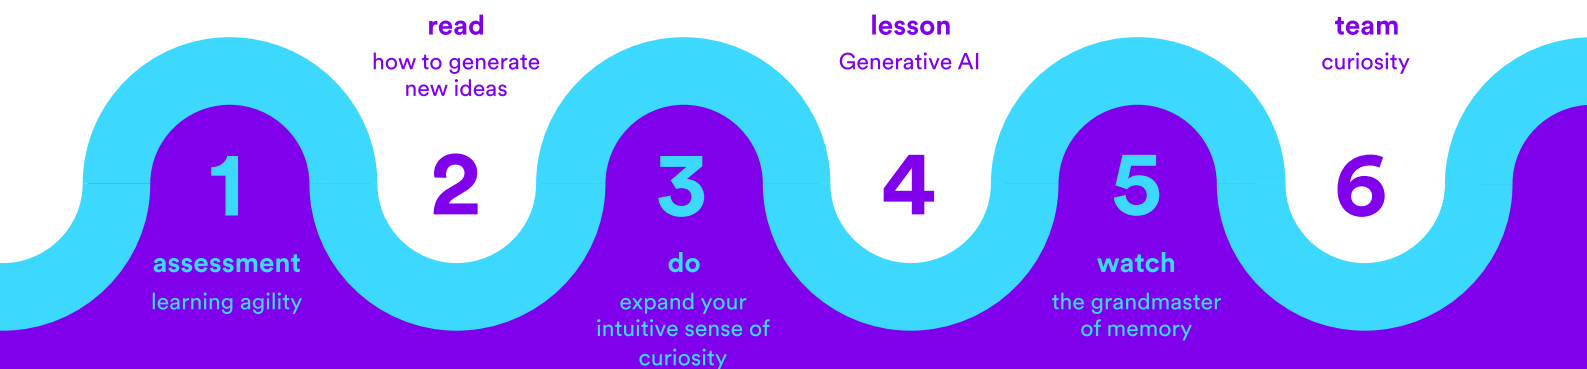 1
assessment
learning agility
read
how to generate
new ideas
2
3
do
expand your
intuitive sense of
curiosity
lesson
Generative AI
4
5
watch
the grandmaster
of memory
team
curiosity
6